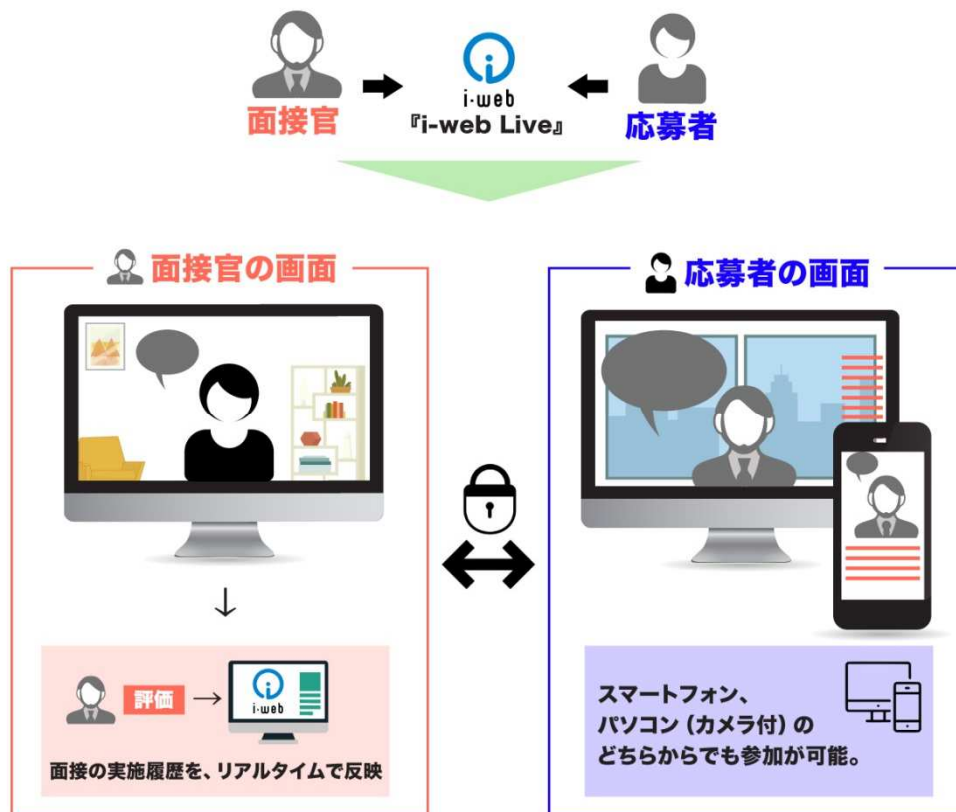 面接官
i-web
『i-web Live』
応募者
面接官の画面
応募者の画面
評価
i-web
面接の実施履歴を、リアルタイムで反映
スマートフォン、
パソコン（カメラ付）の
どちらからでも参加が可能。